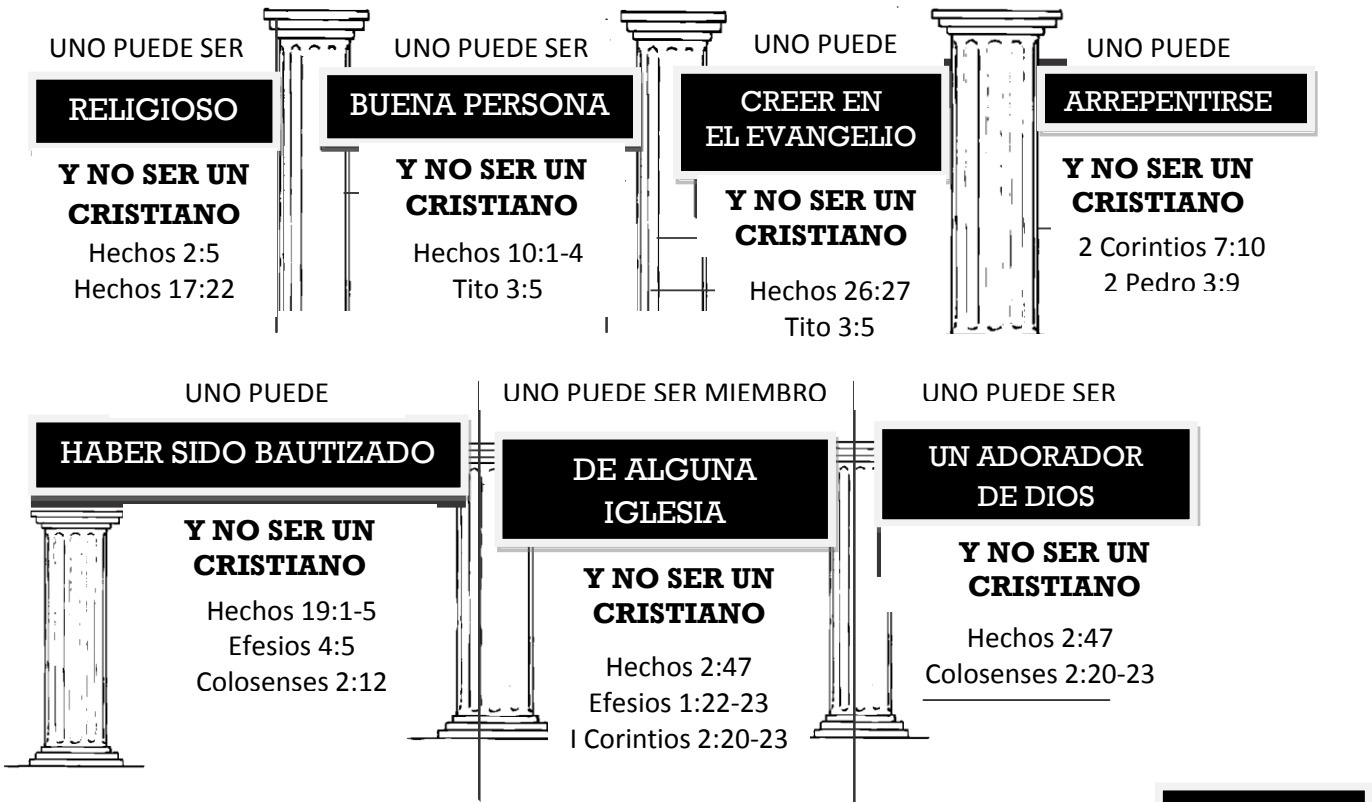 UNO PUEDE SER
RELIGIOSO
Y NO SER UN
CRISTIANO
Hechos 2:5
Hechos 17:22
UNO PUEDE SER
BUENA PERSONA
Y NO SER UN
CRISTIANO
Hechos 10:1-4
Tito 3:5
UNO PUEDE
CREER EN
EL EVANGELIO
Y NO SER UN
CRISTIANO
Hechos 26:27
Tito 3:5
UNO PUEDE
ARREPENTIRSE
Y NO SER UN
CRISTIANO
2 Corintios 7:10
2 Pedro 3:9
UNO PUEDE
HABER SIDO BAUTIZADO
Y NO SER UN
CRISTIANO
Hechos 19:1-5
Efesios 4:5
Colosenses 2:12
UNO PUEDE SER MIEMBRO
DE ALGUNA
IGLESIA
Y NO SER UN
CRISTIANO
Hechos 2:47
Efesios 1:22-23
I Corintios 2:20-23
UNO PUEDE SER
UN ADORADOR
DE DIOS
Y NO SER UN
CRISTIANO
Hechos 2:47
Colosenses 2:20-23